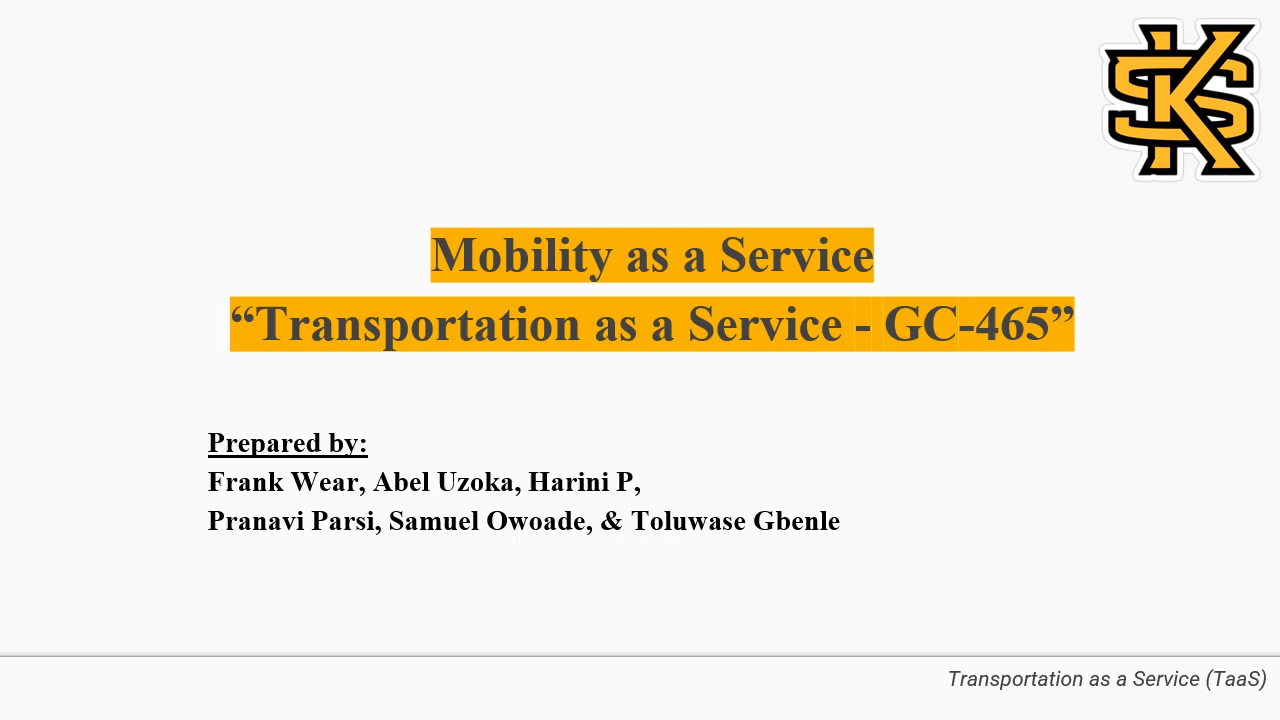 KS
Mobility as a Service
“Transportation as a Service - GC-465”
Prepared by:
Frank Wear, Abel Uzoka, Harini P,
Pranavi Parsi, Samuel Owoade, & Toluwase Gbenle
Transportation as a Service (TaaS)